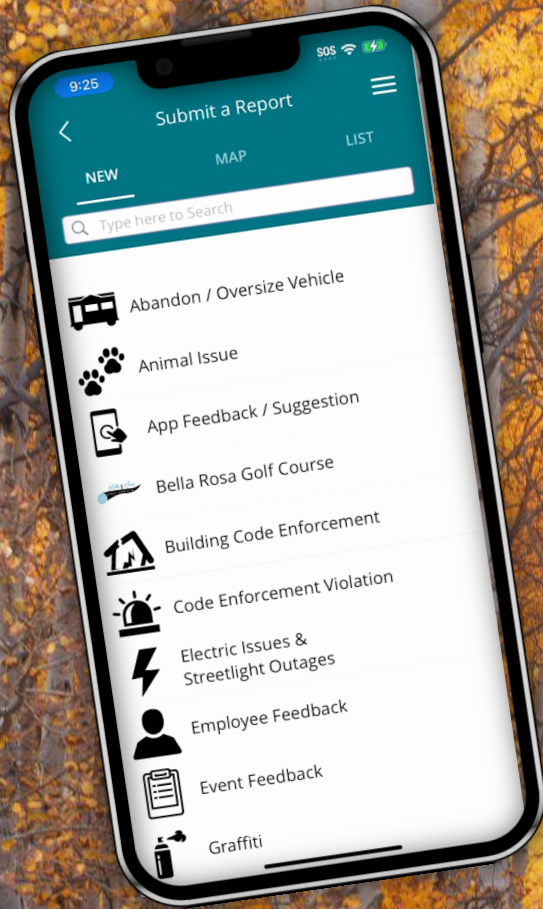 9:25
SOS
Submit a Report
NEW
MAP
LIST
Type here to Search
Abandon / Oversize Vehicle
Animal Issue
App Feedback / Suggestion
Bella Rosa Golf Course
Building Code Enforcement
Code Enforcement Violation
Electric Issues &
Streetlight Outages
Employee Feedback
Event Feedback
Graffiti